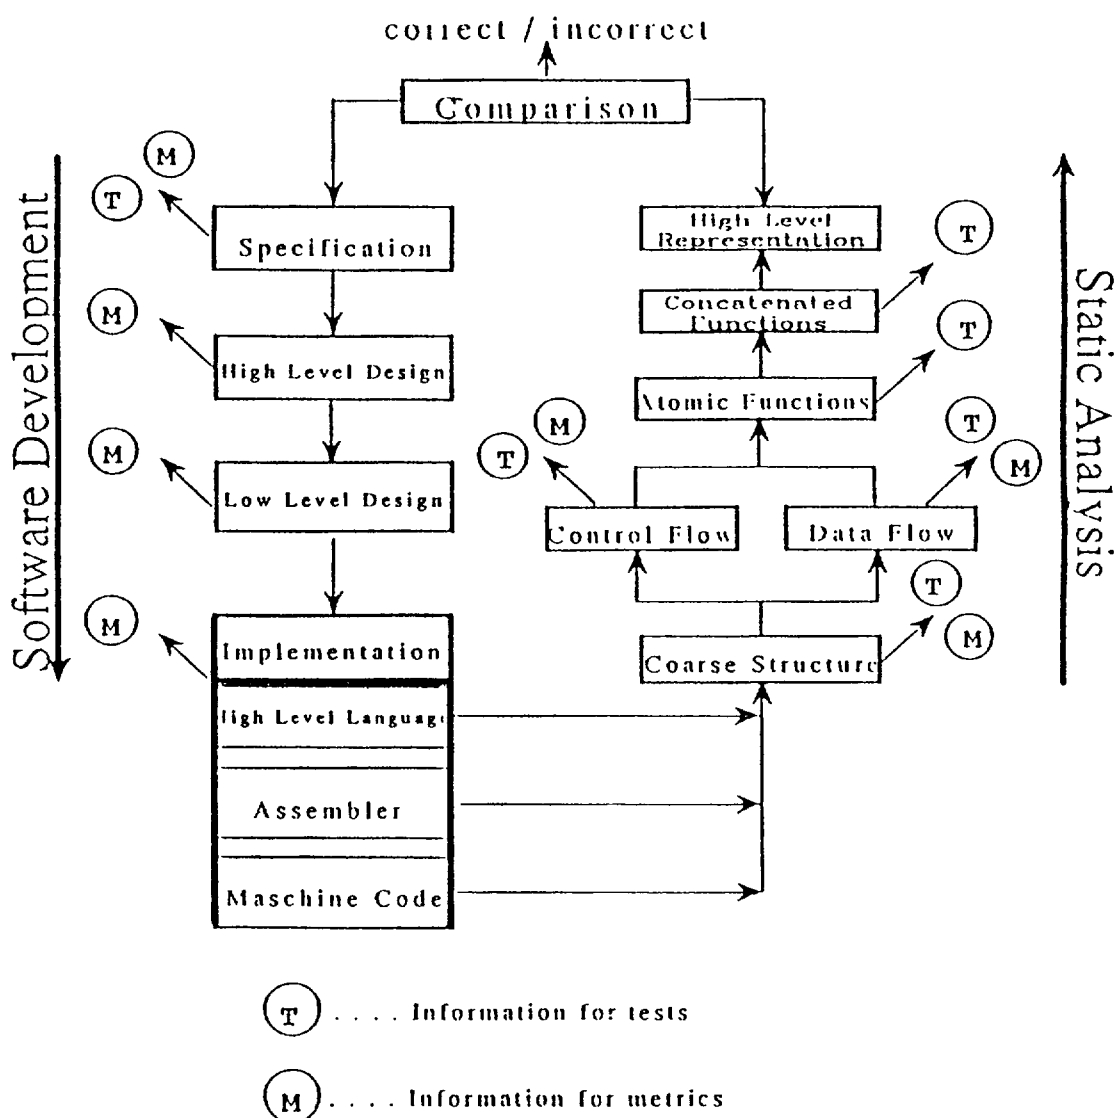 correct / incorrect
Comparison
Software Development
M
T
Specification
M
High Level Design
M
Low Level Design
M
Implementation
High Level Language
Assembler
Maschine Code
High Level
Representation
T
Concatenated
Functions
T
Atomic Functions
M
T
T
M
Control Flow
Data Flow
T
M
Coarse Structure
Static Analysis
T . . . . Information for tests
M . . . . Information for metrics